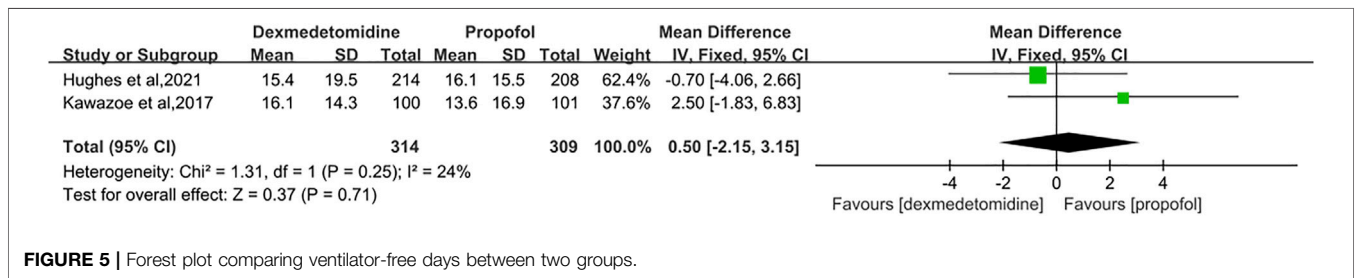 Dexmedetomidine Propofol Mean Difference Mean Difference
Study or Subgroup Mean SD Total Mean SD Total Weight IV, Fixed, 95% CI IV, Fixed, 95% CI
Hughes et al,2021 15.4 19.5 214 16.1 15.5 208 62.4% -0.70 [-4.06, 2.66]
Kawazoe et al,2017 16.1 14.3 100 13.6 16.9 101 37.6% 2.50 [-1.83, 6.83]
Total (95% CI) 314 309 100.0% 0.50 [-2.15, 3.15]
Heterogeneity: Chi² = 1.31, df = 1 (P = 0.25); I² = 24%
Test for overall effect: Z = 0.37 (P = 0.71)
-4 -2 0 2 4
Favours [dexmedetomidine] Favours [propofol]
FIGURE 5 | Forest plot comparing ventilator-free days between two groups.